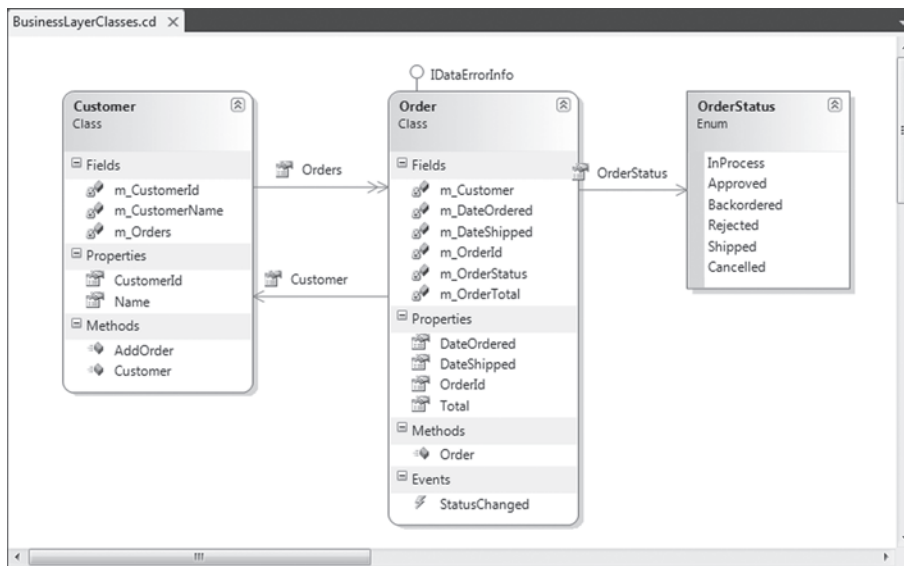 BusinessLayerClasses.cd
IDataErrorInfo
Customer
Class
Fields
m_CustomerId
m_CustomerName
m_Orders
Properties
CustomerId
Name
Methods
AddOrder
Customer
Orders
Customer
Order
Class
Fields
m_Customer
m_DateOrdered
m_DateShipped
m_OrderId
m_OrderStatus
m_OrderTotal
Properties
DateOrdered
DateShipped
OrderId
Total
Methods
Order
Events
StatusChanged
OrderStatus
OrderStatus
Enum
InProcess
Approved
Backordered
Rejected
Shipped
Cancelled